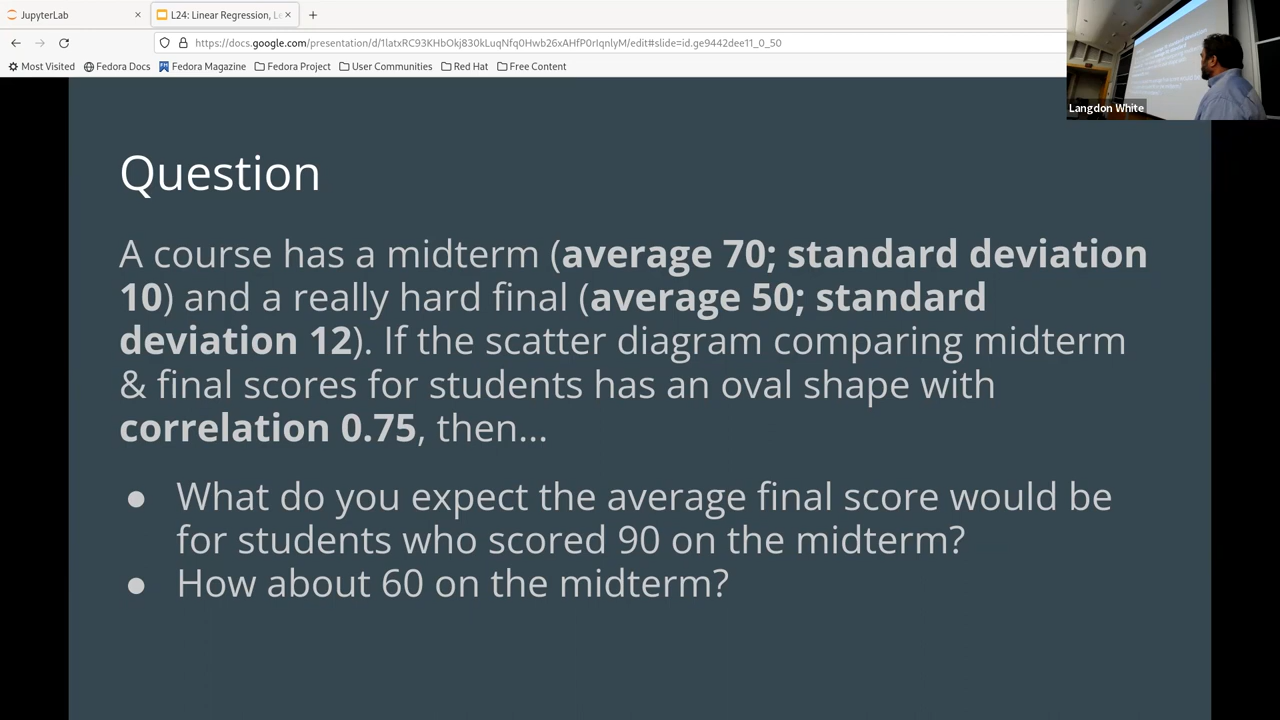 JupyterLab
L24: Linear Regression, Le
https://docs.google.com/presentation/d/1latxRC93KHbOkj830kLuqNfq0Hwb26xAHfP0rIqnlyM/edit#slide=id.ge9442dee11_0_50
Most Visited Fedora Docs Fedora Magazine Fedora Project User Communities Red Hat Free Content
Langdon White
Question
A course has a midterm (average 70; standard deviation
10) and a really hard final (average 50; standard
deviation 12). If the scatter diagram comparing midterm
& final scores for students has an oval shape with
correlation 0.75, then...
● What do you expect the average final score would be
for students who scored 90 on the midterm?
● How about 60 on the midterm?